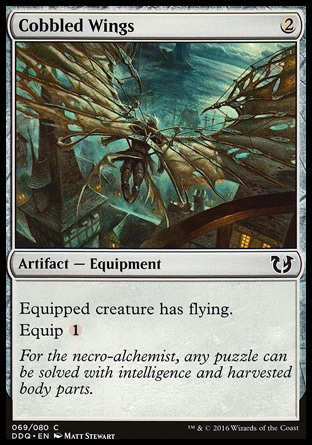 Cobbled Wings 2
Artifact — Equipment
Equipped creature has flying.
Equip 1
For the necro-alchemist, any puzzle can
be solved with intelligence and harvested
body parts.
069/080 C
DDQ • EN Matt Stewart
™ & © 2016 Wizards of the Coast